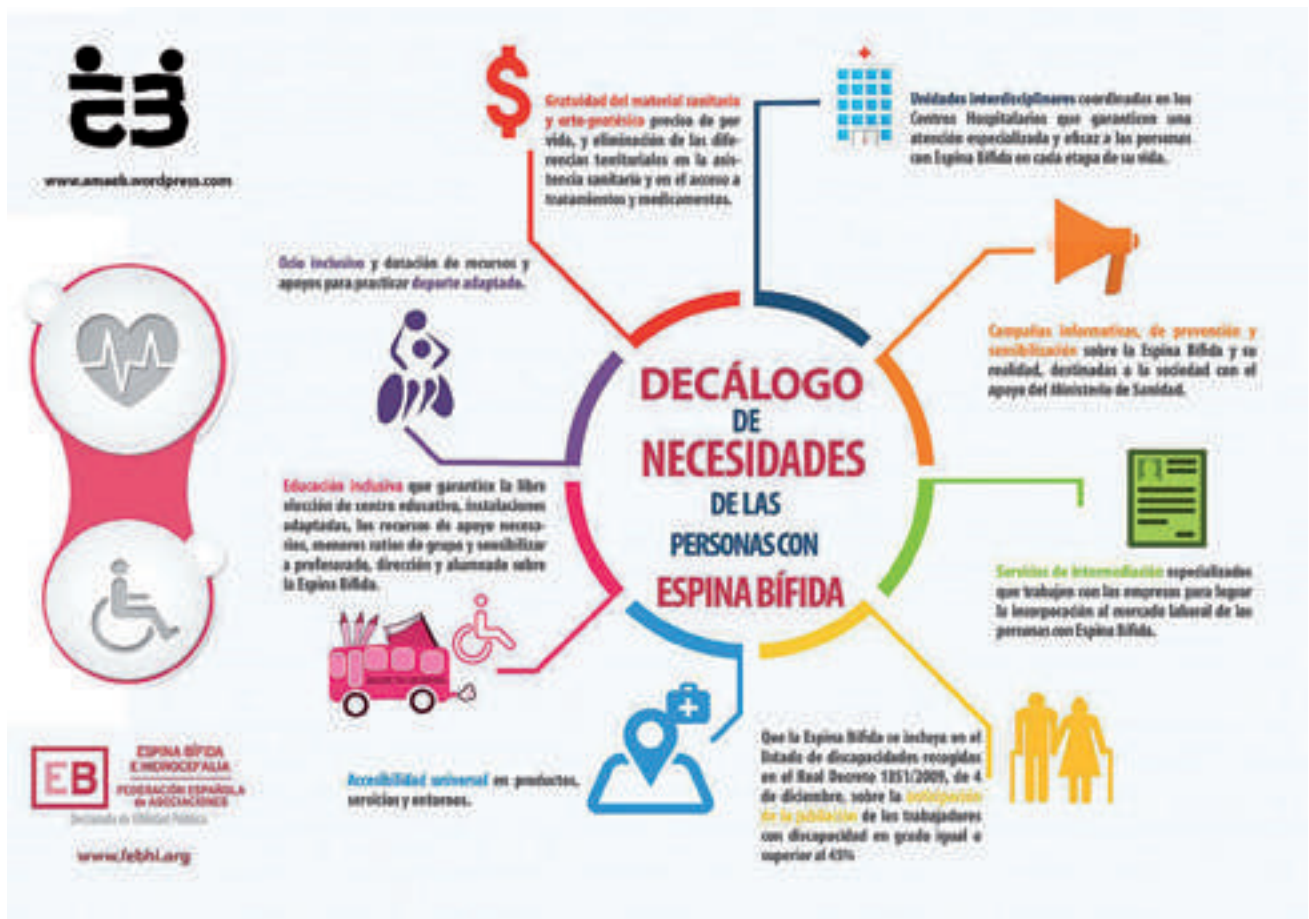 www.amaeb.wordpress.com
Gratuidad del material sanitario
y orto-protésico preciso de por
vida, y eliminación de las dife-
rencias territoriales en la asis-
tencia sanitaria y en el acceso a
tratamientos y medicamentos.
Unidades interdisciplinares coordinadas en los
Centros Hospitalarios que garanticen una
atención especializada y eficaz a las personas
con Espina Bífida en cada etapa de su vida.
Campañas informativas, de prevención y
sensibilización sobre la Espina Bífida y su
realidad, destinadas a la sociedad con el
apoyo del Ministerio de Sanidad.
Servicios de intermediación especializados
que trabajen con las empresas para lograr
la incorporación al mercado laboral de las
personas con Espina Bífida.
Que la Espina Bífida se incluya en el
listado de discapacidades recogidas
en el Real Decreto 1851/2009, de 4
de diciembre, sobre la anticipación
de la jubilación de los trabajadores
con discapacidad en grado igual o
superior al 45%
Accesibilidad universal en productos,
servicios y entornos.
Educación inclusiva que garantice la libre
elección de centro educativo, instalaciones
adaptadas, los recursos de apoyo necesa-
rios, menores ratios de grupo y sensibilizar
a profesorado, dirección y alumnado sobre
la Espina Bífida.
Ocio inclusivo y dotación de recursos y
apoyos para practicar deporte adaptado.
DECÁLOGO
DE
NECESIDADES
DE LAS
PERSONAS CON
ESPINA BÍFIDA
EB
ESPINA BÍFIDA
E HIDROCEFALIA
FEDERACIÓN ESPAÑOLA
de ASOCIACIONES
Declarada de Utilidad Pública
www.febhi.org